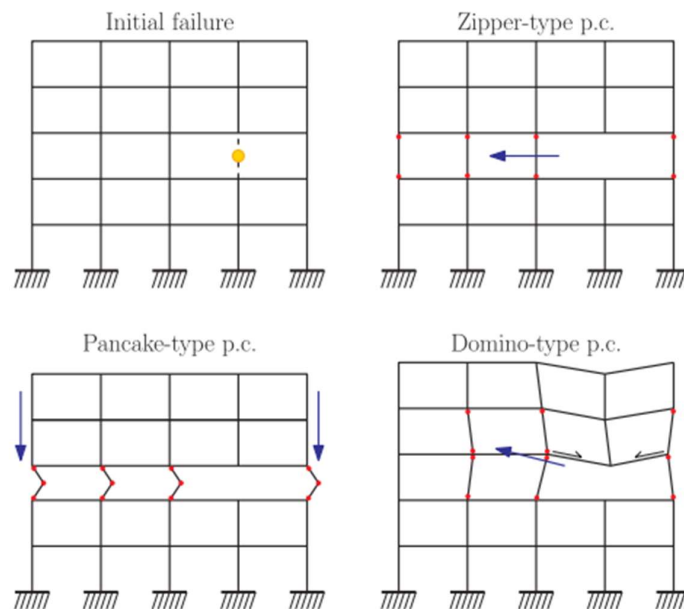 Initial failure
Zipper-type p.c.
Pancake-type p.c.
Domino-type p.c.